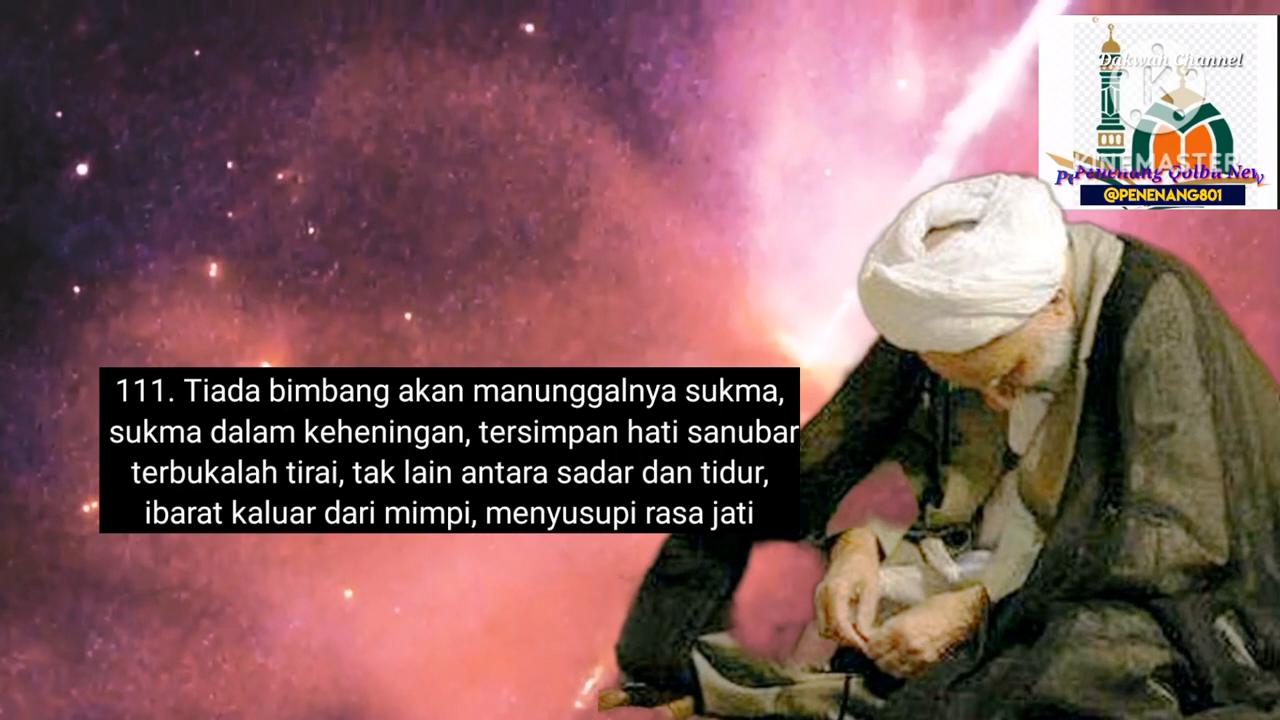 Dakwah Channel
KINEMASTER
Penenang Qolbu New
@PENENANG801
111. Tiada bimbang akan manunggalnya sukma,
sukma dalam keheningan, tersimpan hati sanubar
terbukalah tirai, tak lain antara sadar dan tidur,
ibarat kaluar dari mimpi, menyusupi rasa jati